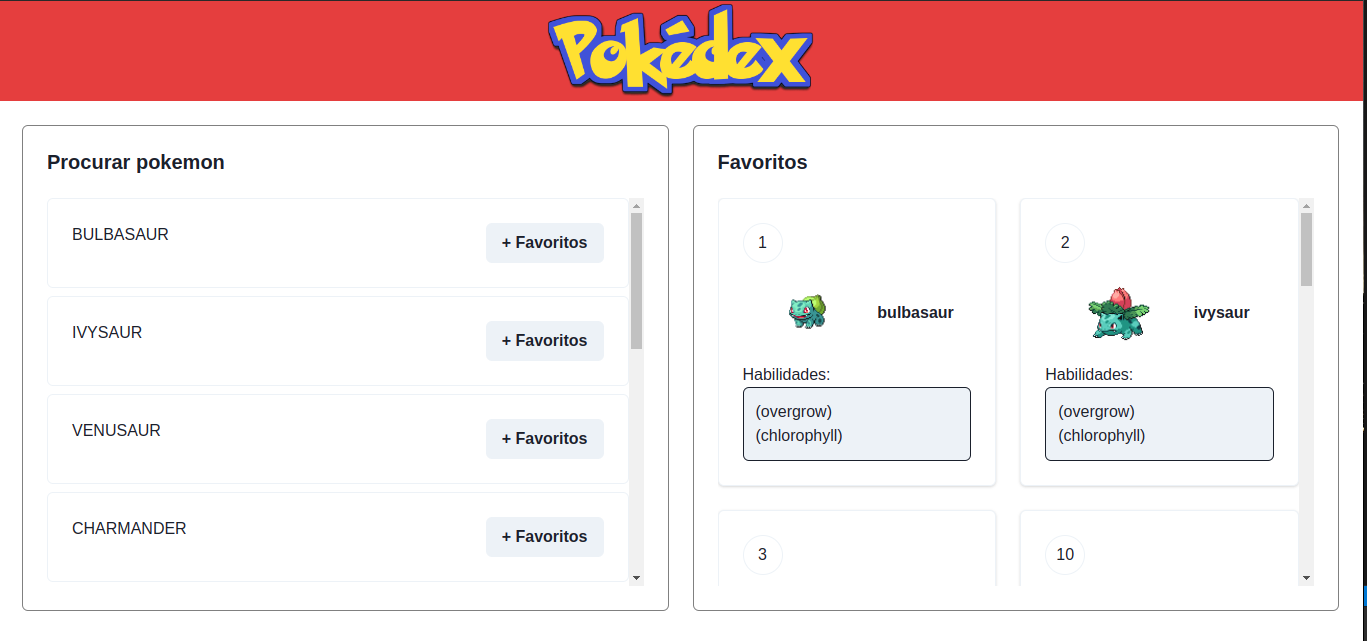 Pokédex
Procurar pokemon
BULBASAUR
+ Favoritos
IVYSAUR
+ Favoritos
VENUSAUR
+ Favoritos
CHARMANDER
+ Favoritos
Favoritos
1
bulbasaur
Habilidades:
(overgrow)
(chlorophyll)
2
ivysaur
Habilidades:
(overgrow)
(chlorophyll)
3
10